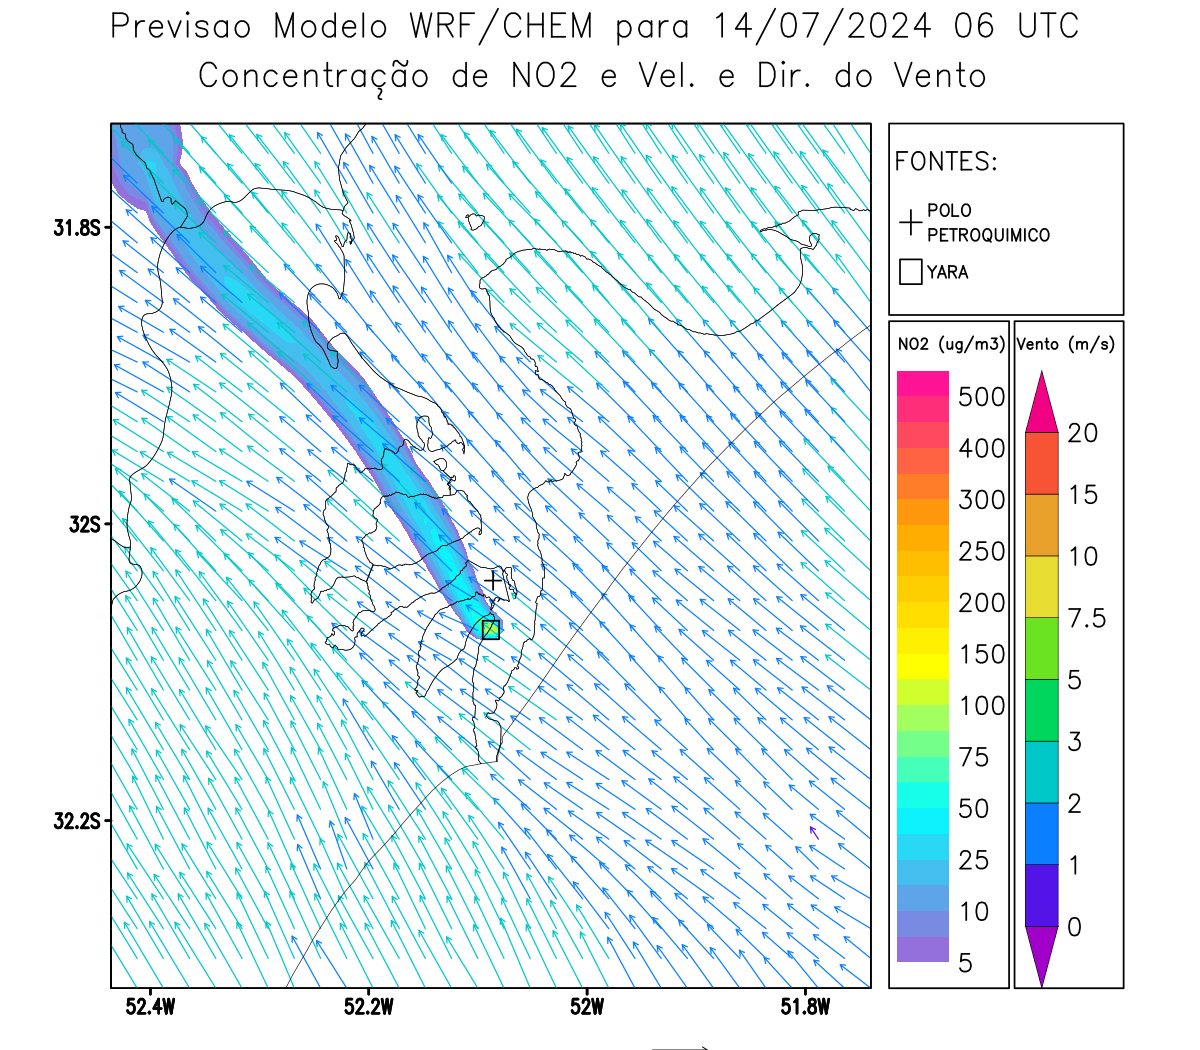 Previsao Modelo WRF/CHEM para 14/07/2024 06 UTC
Concentração de NO2 e Vel. e Dir. do Vento
FONTES:
POLO
PETROQUIMICO
YARA
NO2 (ug/m3)
500
400
300
250
200
150
100
75
50
25
10
5
Vento (m/s)
20
15
10
7.5
5
3
2
1
0
31.8S
32S
32.2S
52.4W
52.2W
52W
51.8W